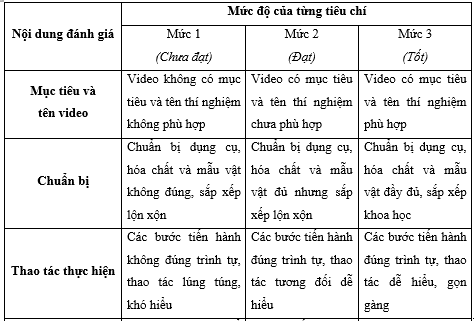 Nội dung đánh giá
Mức độ của từng tiêu chí
Mức 1
(Chưa đạt)
Mức 2
(Đạt)
Mức 3
(Tốt)
Mục tiêu và
tên video
Video không có mục
tiêu và tên thí nghiệm
không phù hợp
Video có mục tiêu
và tên thí nghiệm
chưa phù hợp
Video có mục tiêu
và tên thí nghiệm
phù hợp
Chuẩn bị
Chuẩn bị dụng cụ,
hóa chất và mẫu vật
không đúng, sắp xếp
lộn xộn
Chuẩn bị dụng cụ,
hóa chất và mẫu
vật đủ nhưng sắp
xếp lộn xộn
Chuẩn bị dụng cụ,
hóa chất và mẫu
vật đầy đủ, sắp xếp
khoa học
Thao tác thực hiện
Các bước tiến hành
không đúng trình tự,
thao tác lúng túng,
khó hiểu
Các bước tiến hành
đúng trình tự, thao
tác tương đối dễ
hiểu
Các bước tiến hành
đúng trình tự, thao
tác dễ hiểu, gọn
gàng